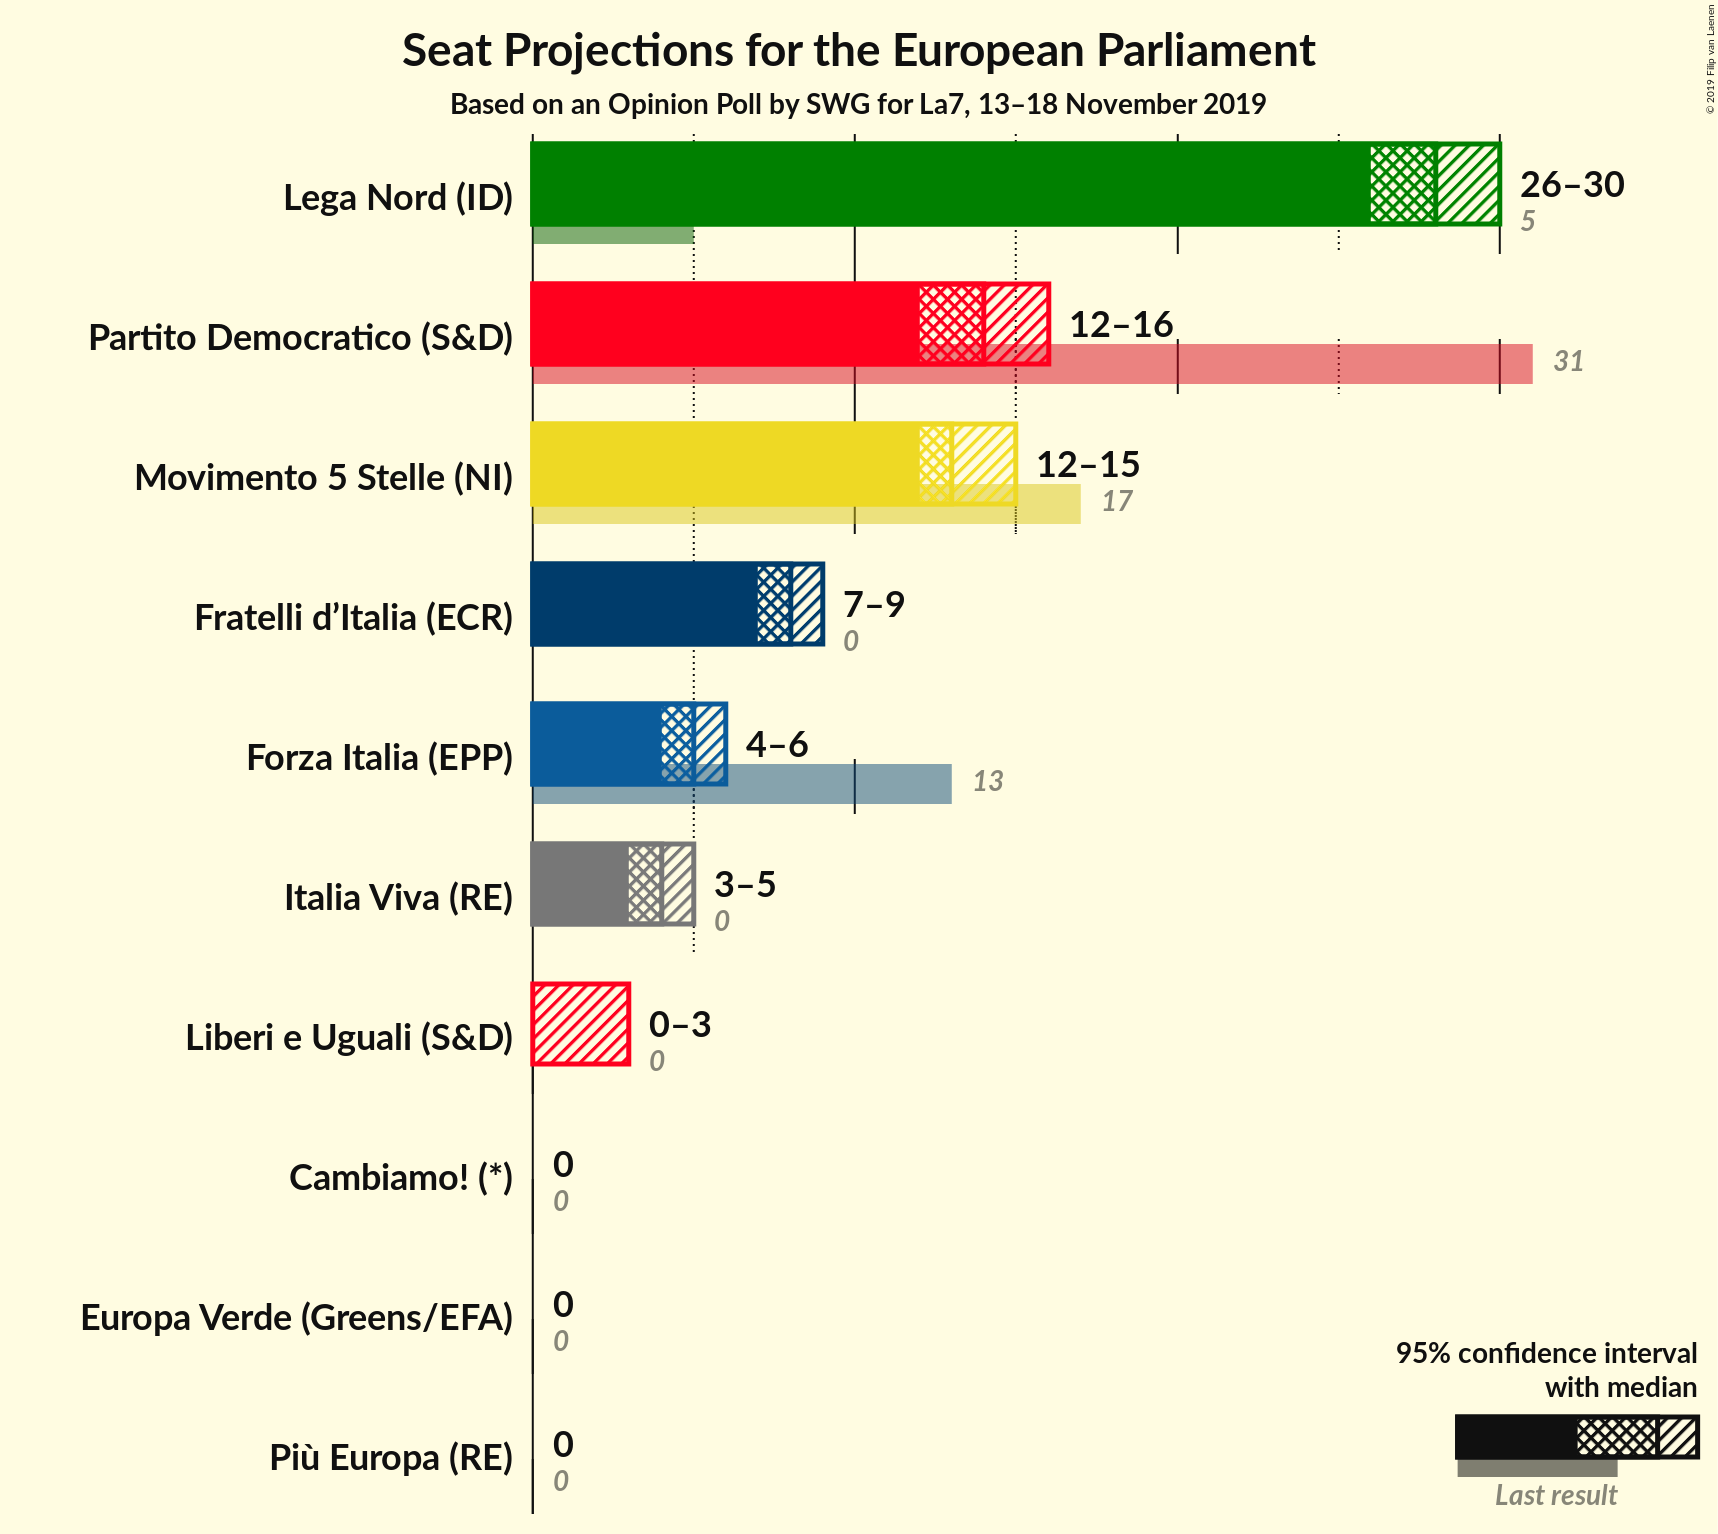 Seat Projections for the European Parliament
Based on an Opinion Poll by SWG for La7, 13–18 November 2019
© 2019 Filip van Laenen
Lega Nord (ID)
26–30
5
Partito Democratico (S&D)
12–16
31
Movimento 5 Stelle (NI)
12–15
17
Fratelli d’Italia (ECR)
7–9
0
Forza Italia (EPP)
4–6
13
Italia Viva (RE)
3–5
0
Liberi e Uguali (S&D)
0–3
0
Cambiamo! (*)
0
0
Europa Verde (Greens/EFA)
0
0
Più Europa (RE)
0
0
95% confidence interval
with median
Last result